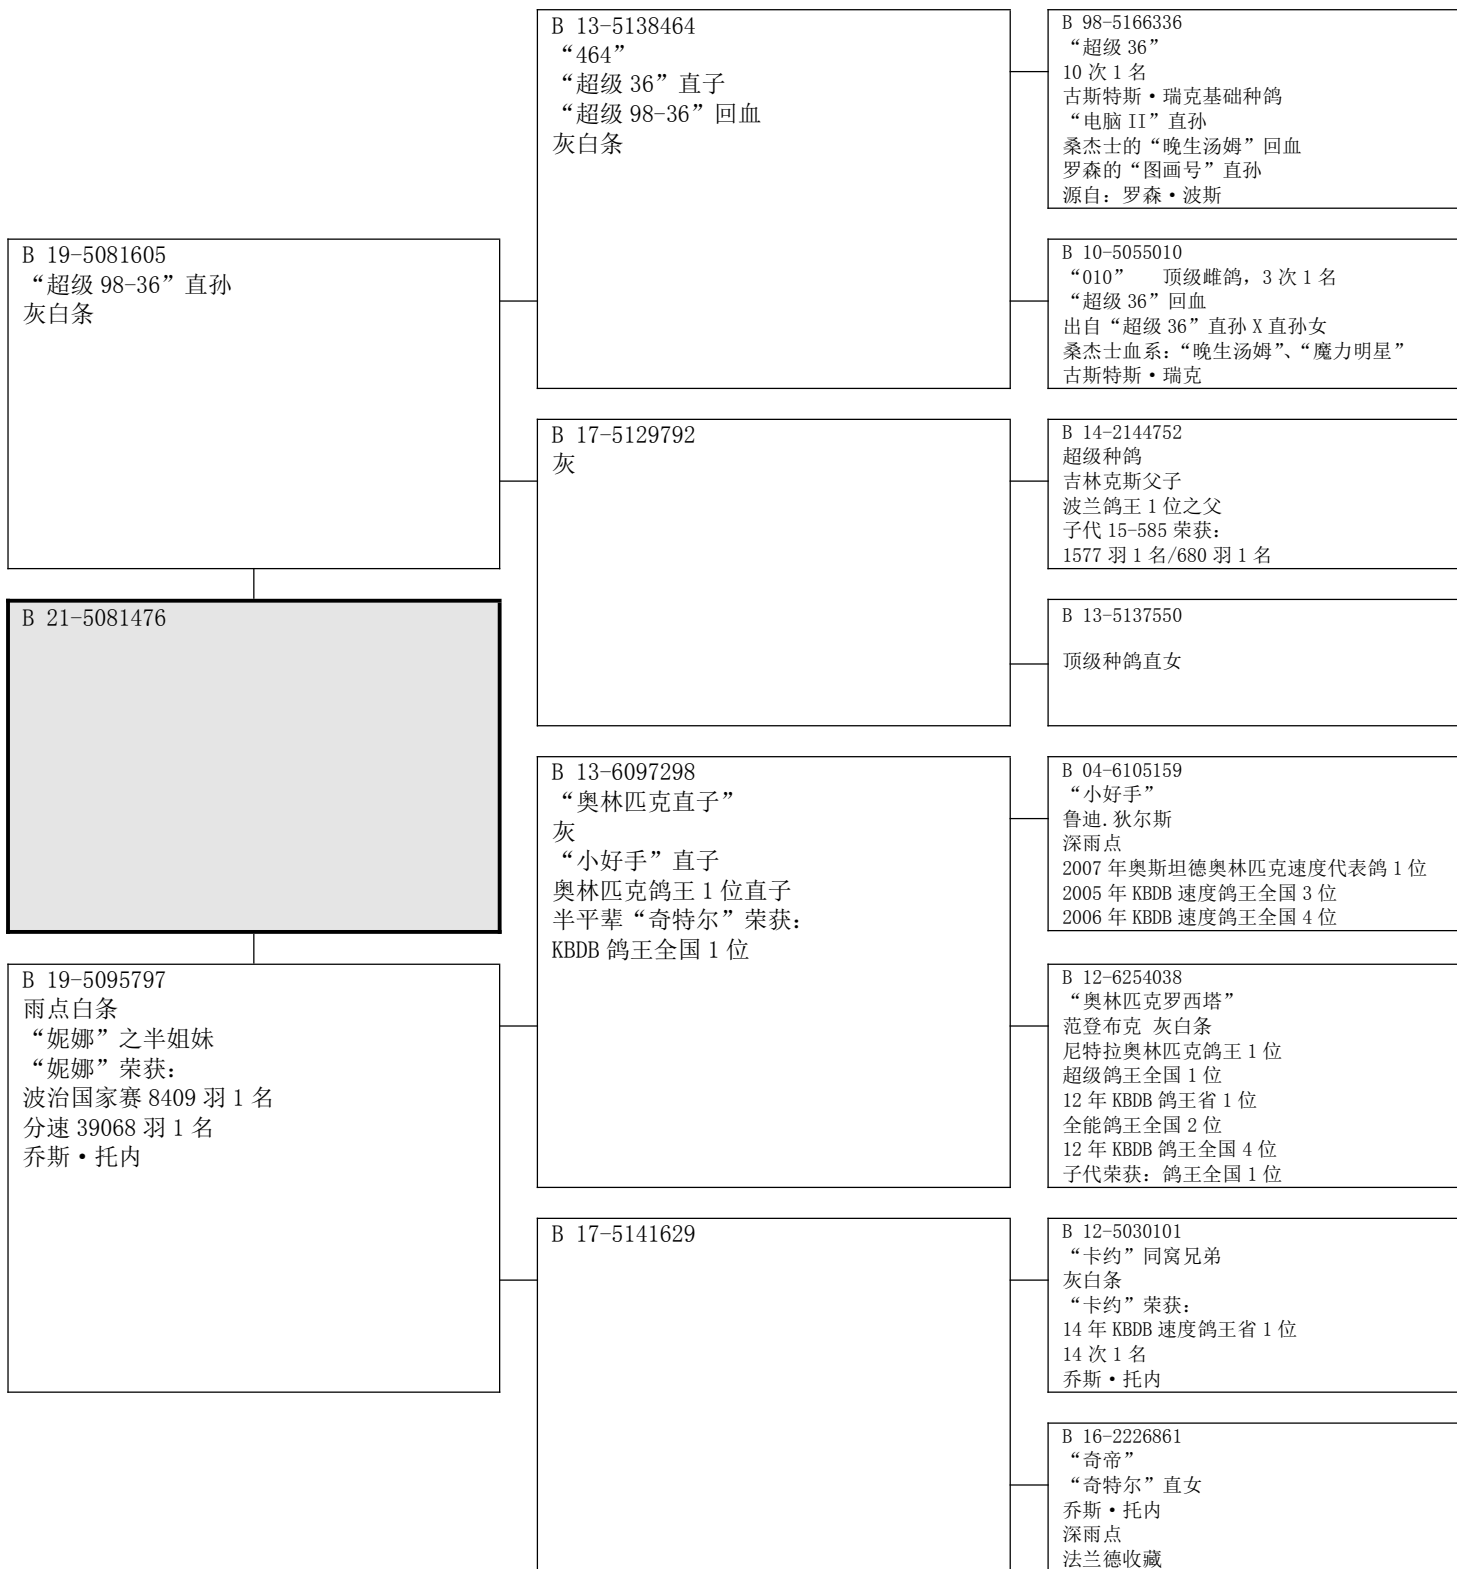 B 19-5081605
“超级 98-36”直孙
灰白条
B 21-5081476
B 19-5095797
雨点白条
“妮娜”之半姐妹
“妮娜”荣获：
波治国家赛 8409 羽 1 名
分速 39068 羽 1 名
乔斯·托内
B 13-5138464
“464”
“超级 36”直子
“超级 98-36”回血
灰白条
B 17-5129792
灰
B 13-6097298
“奥林匹克直子”
灰
“小好手”直子
奥林匹克鸽王 1 位直子
半平辈“奇特尔”荣获：
KBDB 鸽王全国 1 位
B 17-5141629
B 98-5166336
“超级 36”
10 次 1 名
古斯特斯·瑞克基础种鸽
“电脑 II”直孙
桑杰士的“晚生汤姆”回血
罗森的“图画号”直孙
源自：罗森·波斯
B 10-5055010
“010” 顶级雌鸽，3 次 1 名
“超级 36”回血
出自“超级 36”直孙 X 直孙女
桑杰士血系：“晚生汤姆”、“魔力明星”
古斯特斯·瑞克
B 14-2144752
超级种鸽
吉林克斯父子
波兰鸽王 1 位之父
子代 15-585 荣获：
1577 羽 1 名/680 羽 1 名
B 13-5137550
顶级种鸽直女
B 04-6105159
“小好手”
鲁迪.狄尔斯
深雨点
2007 年奥斯坦德奥林匹克速度代表鸽 1 位
2005 年 KBDB 速度鸽王全国 3 位
2006 年 KBDB 速度鸽王全国 4 位
B 12-6254038
“奥林匹克罗西塔”
范登布克 灰白条
尼特拉奥林匹克鸽王 1 位
超级鸽王全国 1 位
12 年 KBDB 鸽王省 1 位
全能鸽王全国 2 位
12 年 KBDB 鸽王全国 4 位
子代荣获：鸽王全国 1 位
B 12-5030101
“卡约”同窝兄弟
灰白条
“卡约”荣获：
14 年 KBDB 速度鸽王省 1 位
14 次 1 名
乔斯·托内
B 16-2226861
“奇帝”
“奇特尔”直女
乔斯·托内
深雨点
法兰德收藏